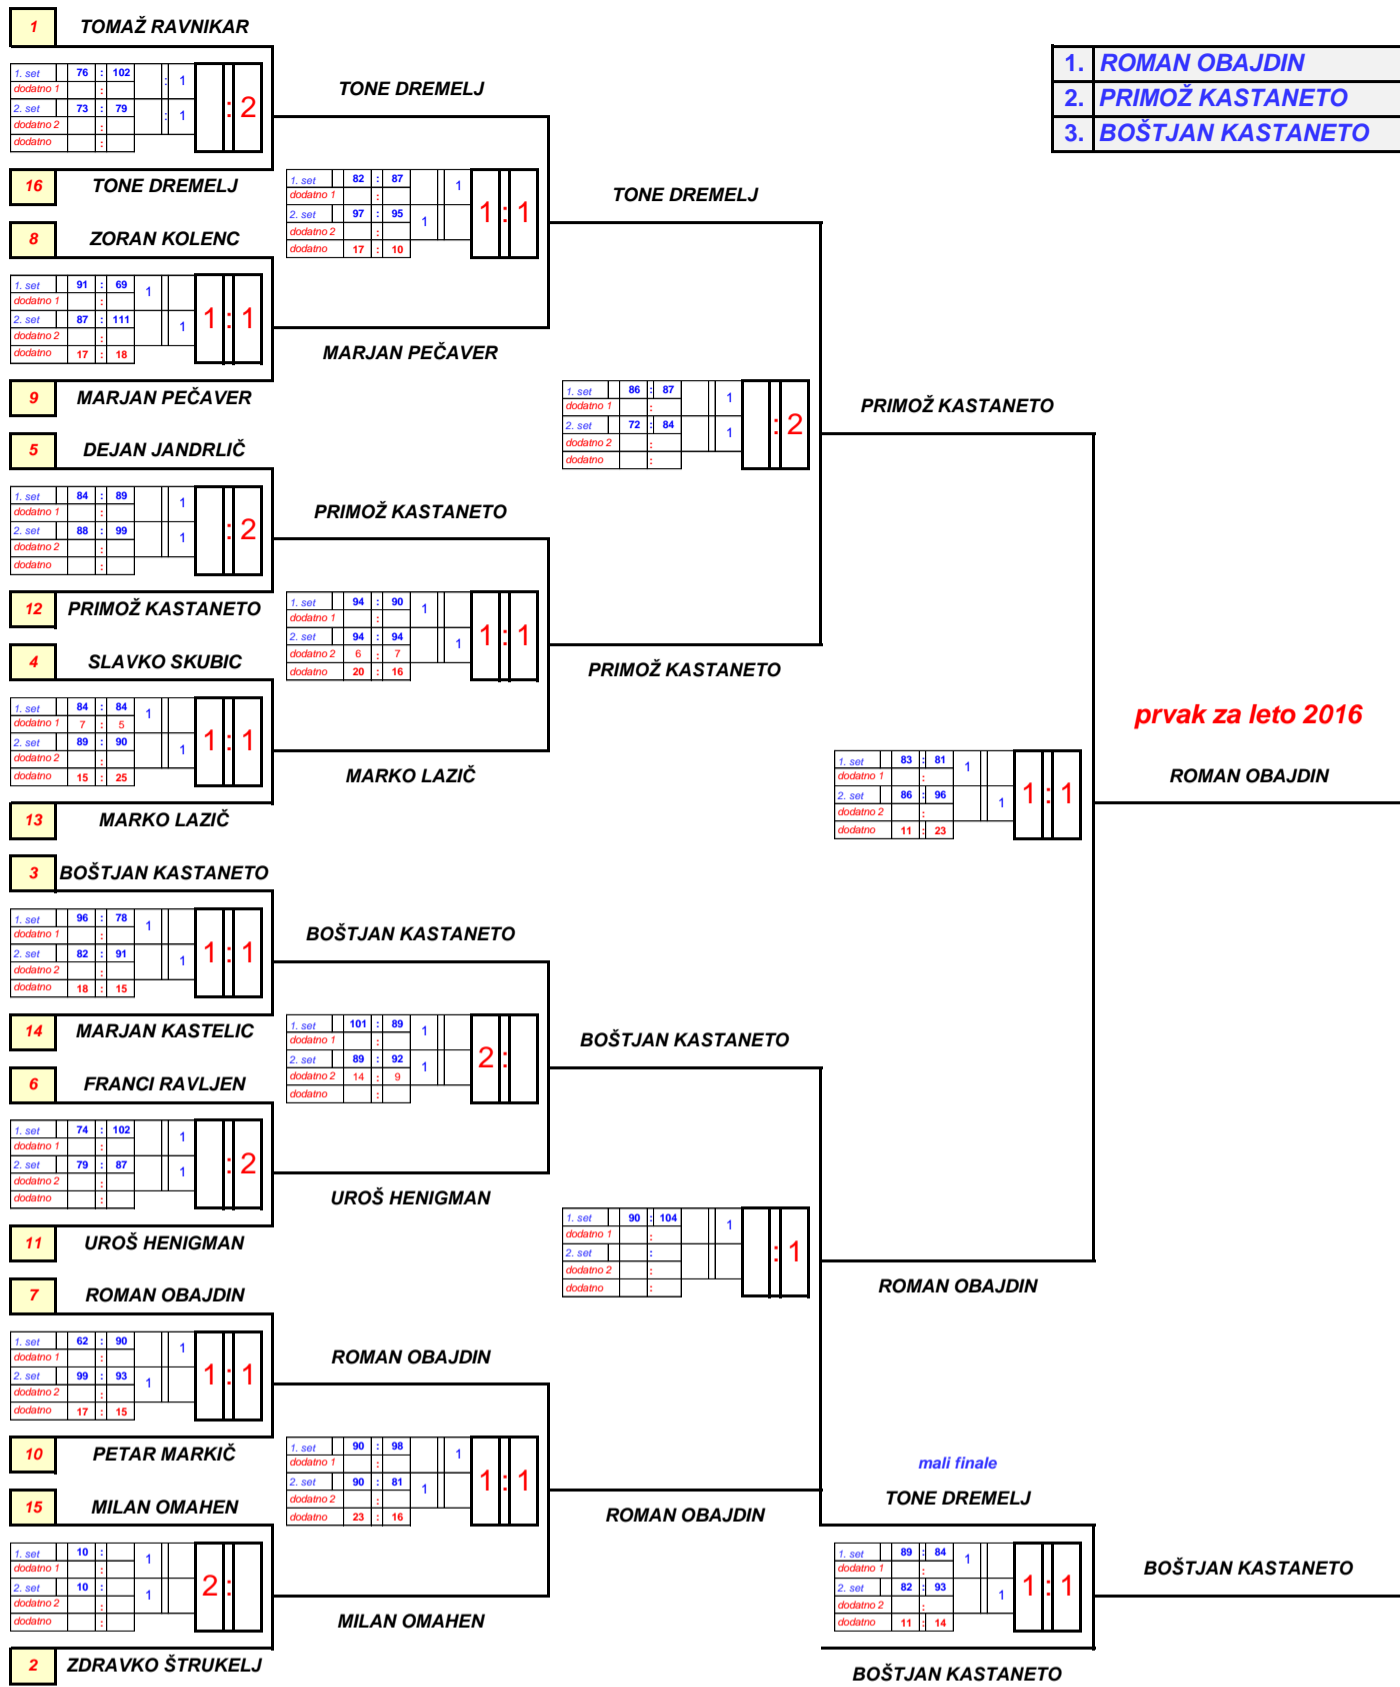 1 TOMAŽ RAVNIKAR
1. set 76 : 102 : 1
dodatno 1 :
2. set 73 : 79 : 1
dodatno 2 :
dodatno :
: 2
16 TONE DREMELJ
8 ZORAN KOLENC
1. set 91 : 69 1
dodatno 1 :
2. set 87 : 111 1
dodatno 2 :
dodatno 17 : 18
1 : 1
9 MARJAN PEČAVER
5 DEJAN JANDRLIČ
1. set 84 : 89 1
dodatno 1 :
2. set 88 : 99 1
dodatno 2 :
dodatno :
: 2
12 PRIMOŽ KASTANETO
4 SLAVKO SKUBIC
1. set 84 : 84 1
dodatno 1 7 : 5
2. set 89 : 90 1
dodatno 2 :
dodatno 15 : 25
1 : 1
13 MARKO LAZIČ
3 BOŠTJAN KASTANETO
1. set 96 : 78 1
dodatno 1 :
2. set 82 : 91 1
dodatno 2 :
dodatno 18 : 15
1 : 1
14 MARJAN KASTELIC
6 FRANCI RAVLJEN
1. set 74 : 102 1
dodatno 1 :
2. set 79 : 87 1
dodatno 2 :
dodatno :
: 2
11 UROŠ HENIGMAN
7 ROMAN OBAJDIN
1. set 62 : 90 1
dodatno 1 :
2. set 99 : 93 1
dodatno 2 :
dodatno 17 : 15
1 : 1
10 PETAR MARKIČ
15 MILAN OMAHEN
1. set 10 : 1
dodatno 1 :
2. set 10 : 1
dodatno 2 :
dodatno :
2 :
2 ZDRAVKO ŠTRUKELJ
TONE DREMELJ
1. set 82 : 87 1
dodatno 1 :
2. set 97 : 95 1
dodatno 2 :
dodatno 17 : 10
1 : 1
MARJAN PEČAVER
PRIMOŽ KASTANETO
1. set 94 : 90 1
dodatno 1 :
2. set 94 : 94 1
dodatno 2 6 : 7
dodatno 20 : 16
1 : 1
MARKO LAZIČ
BOŠTJAN KASTANETO
1. set 101 : 89 1
dodatno 1 :
2. set 89 : 92 1
dodatno 2 14 : 9
dodatno :
2 :
UROŠ HENIGMAN
ROMAN OBAJDIN
1. set 90 : 98 1
dodatno 1 :
2. set 90 : 81 1
dodatno 2 :
dodatno 23 : 16
1 : 1
MILAN OMAHEN
TONE DREMELJ
1. set 86 : 87 1
dodatno 1 :
2. set 72 : 84 1
dodatno 2 :
dodatno :
: 2
PRIMOŽ KASTANETO
BOŠTJAN KASTANETO
1. set 90 : 104 1
dodatno 1 :
2. set :
dodatno 2 :
dodatno :
: 1
ROMAN OBAJDIN
PRIMOŽ KASTANETO
1. set 83 : 81 1
dodatno 1 :
2. set 86 : 96 1
dodatno 2 :
dodatno 11 : 23
1 : 1
ROMAN OBAJDIN
mali finale
TONE DREMELJ
1. set 89 : 84 1
dodatno 1 :
2. set 82 : 93 1
dodatno 2 :
dodatno 11 : 14
1 : 1
BOŠTJAN KASTANETO
1. ROMAN OBAJDIN
2. PRIMOŽ KASTANETO
3. BOŠTJAN KASTANETO
prvak za leto 2016
ROMAN OBAJDIN
BOŠTJAN KASTANETO